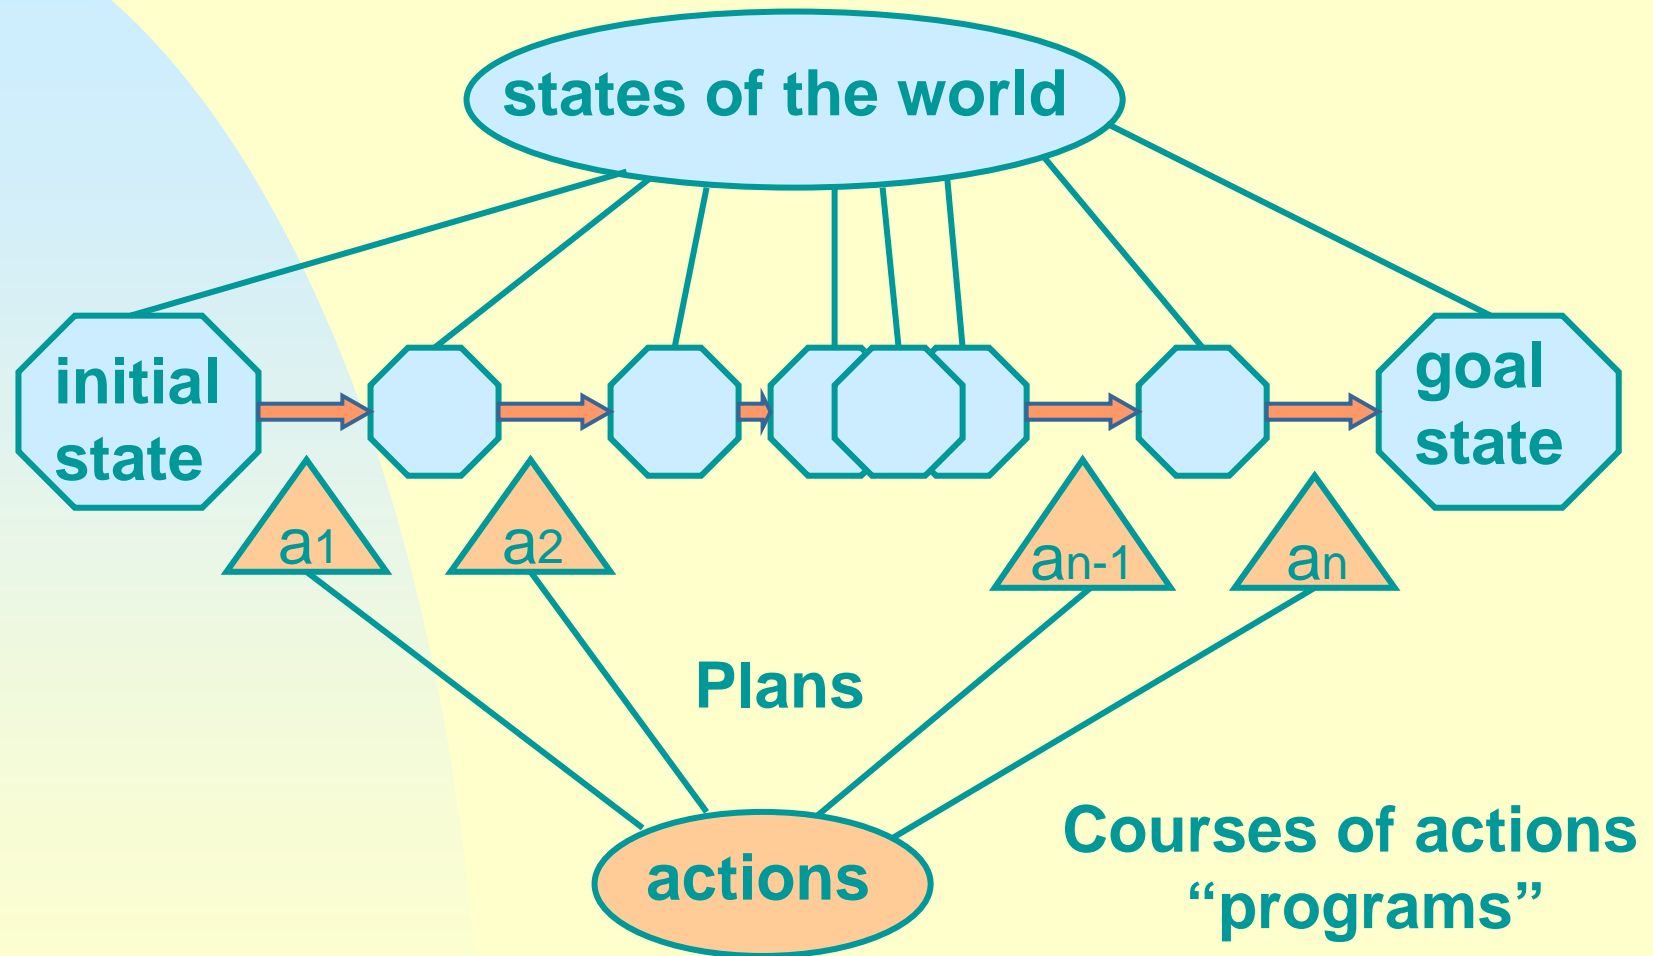 states of the world
initial
state
goal
state
a1
a2
an-1
an
Plans
actions
Courses of actions
“programs”